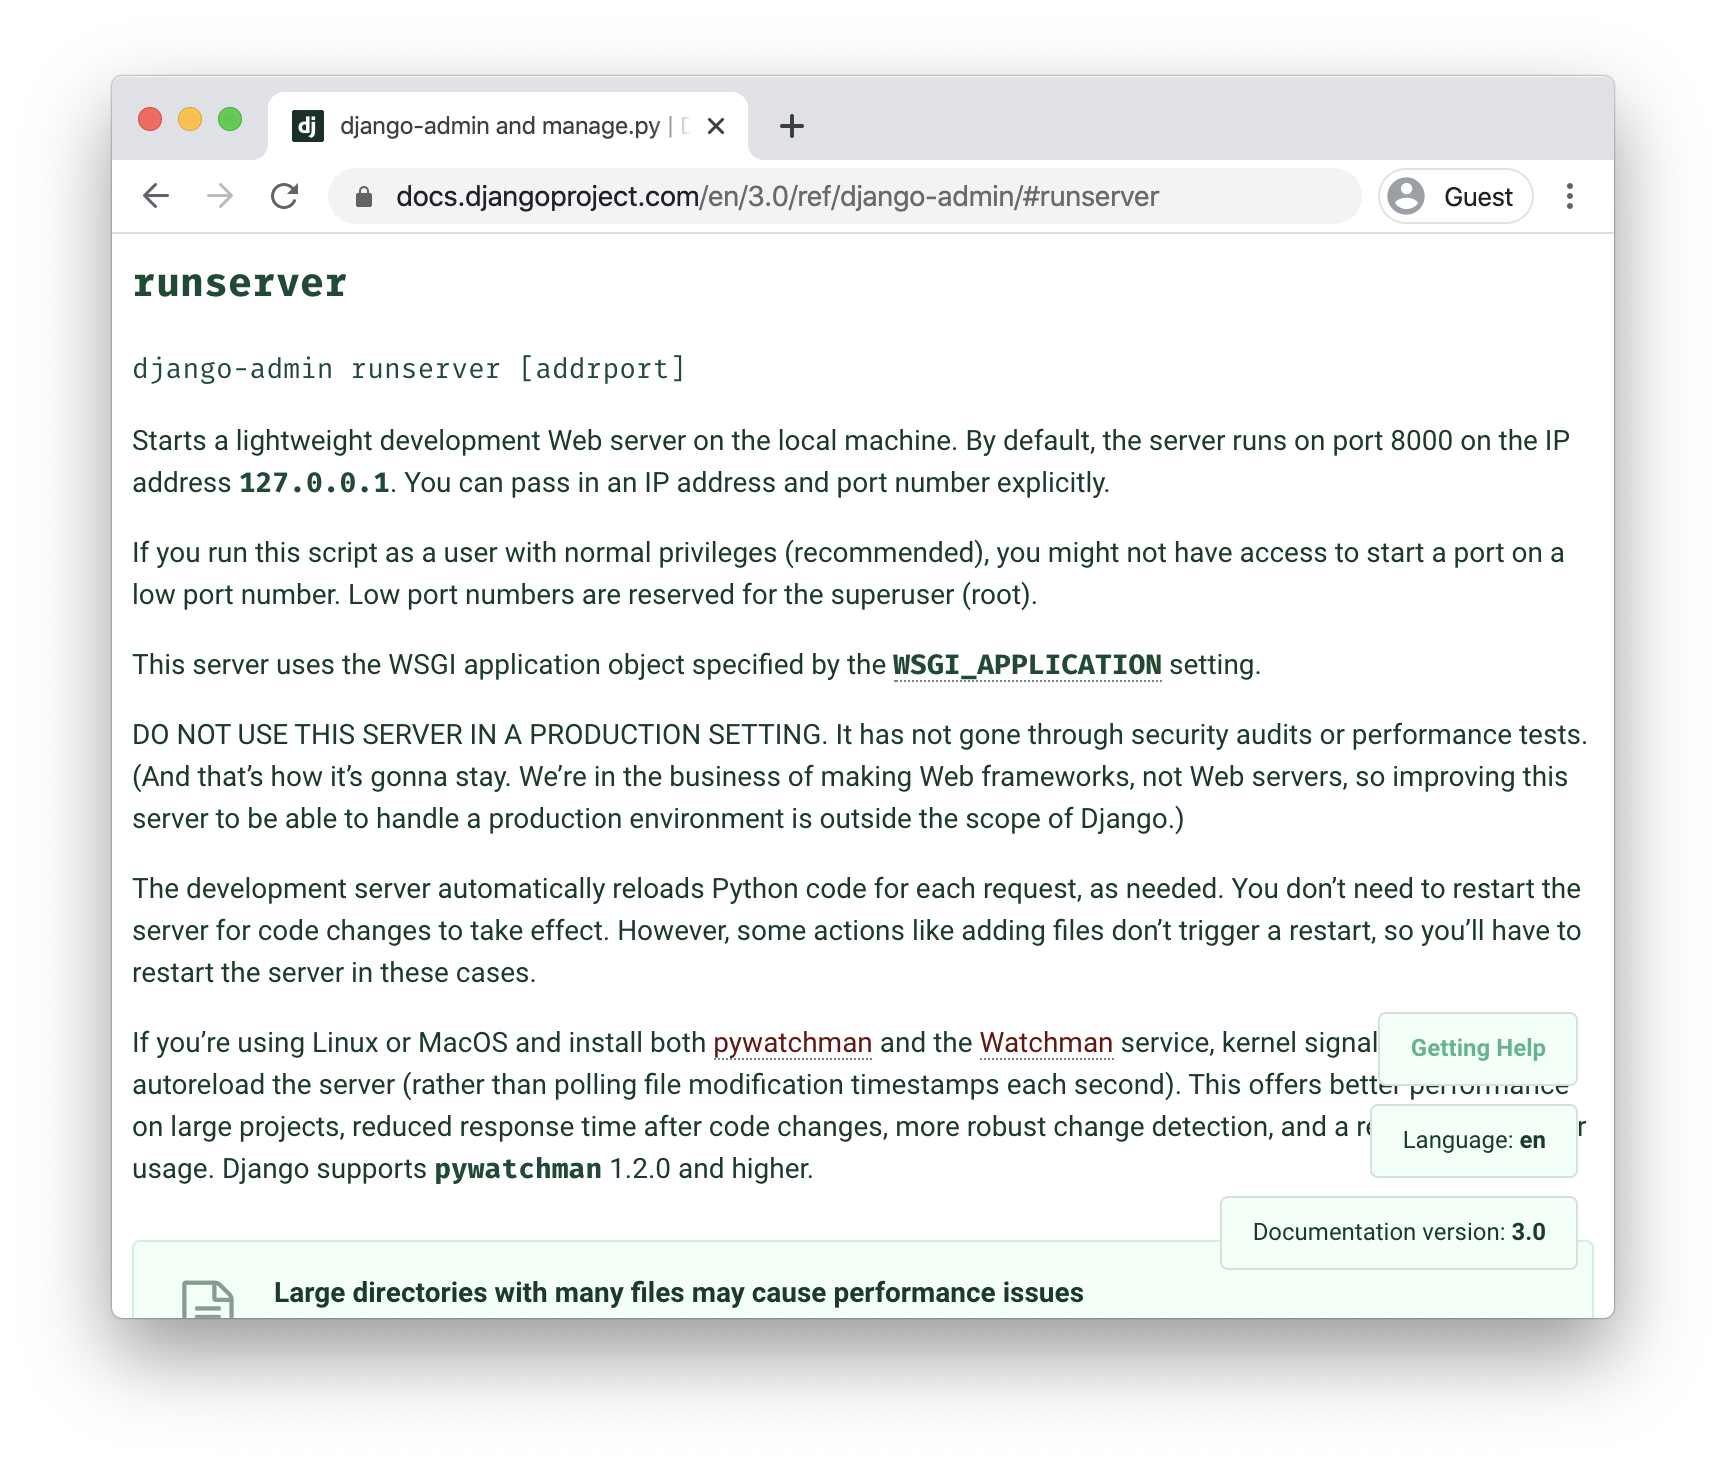 dj django-admin and manage.py |
docs.djangoproject.com/en/3.0/ref/django-admin/#runserver
Guest
runserver
django-admin runserver [addrport]
Starts a lightweight development Web server on the local machine. By default, the server runs on port 8000 on the IP
address 127.0.0.1. You can pass in an IP address and port number explicitly.
If you run this script as a user with normal privileges (recommended), you might not have access to start a port on a
low port number. Low port numbers are reserved for the superuser (root).
This server uses the WSGI application object specified by the WSGI_APPLICATION setting.
DO NOT USE THIS SERVER IN A PRODUCTION SETTING. It has not gone through security audits or performance tests.
(And that’s how it’s gonna stay. We’re in the business of making Web frameworks, not Web servers, so improving this
server to be able to handle a production environment is outside the scope of Django.)
The development server automatically reloads Python code for each request, as needed. You don’t need to restart the
server for code changes to take effect. However, some actions like adding files don’t trigger a restart, so you’ll have to
restart the server in these cases.
If you’re using Linux or MacOS and install both pywatchman and the Watchman service, kernel signal
Getting Help
autoreload the server (rather than polling file modification timestamps each second). This offers better performance
on large projects, reduced response time after code changes, more robust change detection, and a
Language: en
usage. Django supports pywatchman 1.2.0 and higher.
Documentation version: 3.0
Large directories with many files may cause performance issues